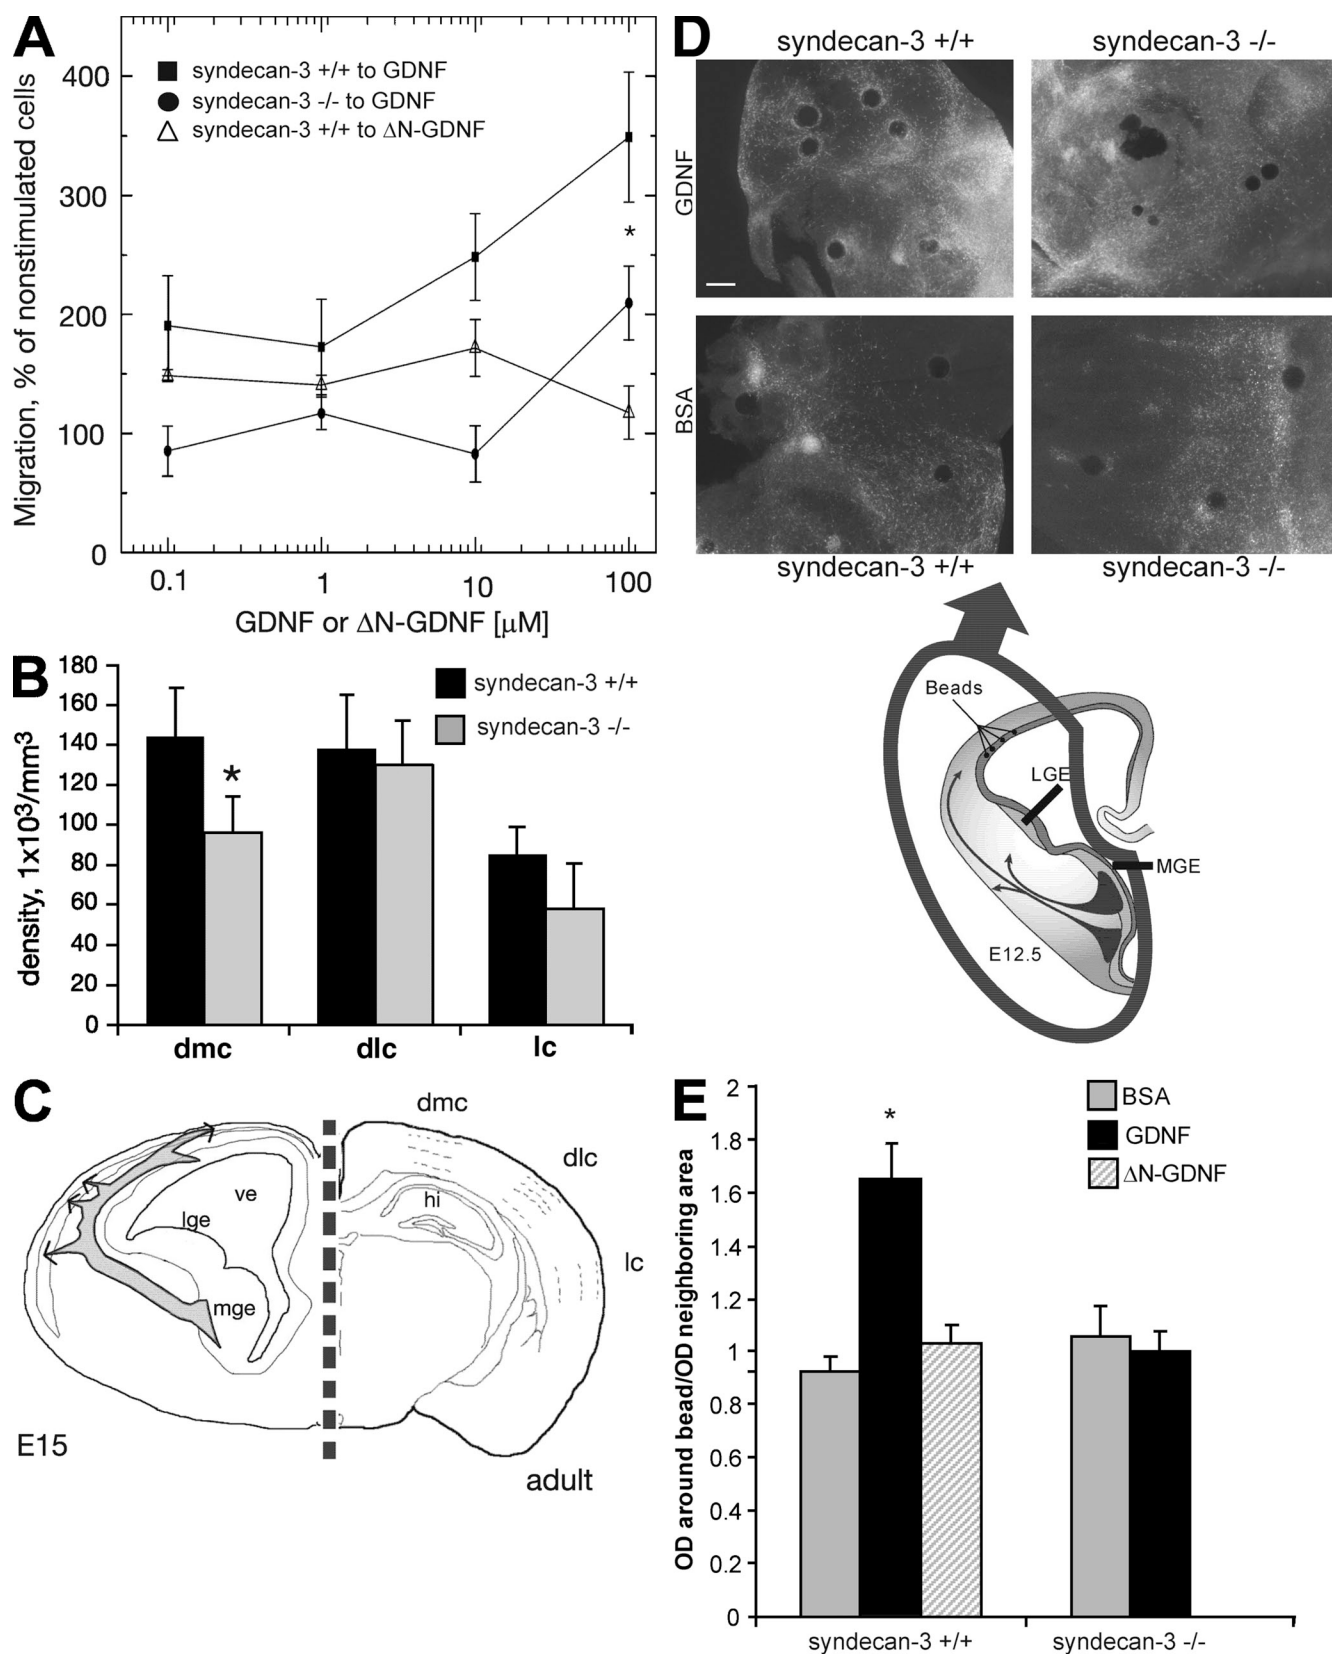 A
syndecan-3 +/+ to GDNF
syndecan-3 -/- to GDNF
syndecan-3 +/+ to ΔN-GDNF
Migration, % of nonstimulated cells
400
300
200
100
0
*
0.1 1 10 100
GDNF or ΔN-GDNF [μM]
B
syndecan-3 +/+
syndecan-3 -/-
density, 1x10³/mm³
180
160
140
120
100
80
60
40
20
0
*
dmc dlc lc
C
dmc
dlc
lc
hi
ve
lge
mge
E15
adult
D
syndecan-3 +/+ syndecan-3 -/-
GDNF
BSA
syndecan-3 +/+ syndecan-3 -/-
Beads
LGE
MGE
E12.5
E
BSA
GDNF
ΔN-GDNF
OD around bead/OD neighboring area
2
1.8
1.6
1.4
1.2
1
0.8
0.6
0.4
0.2
0
*
syndecan-3 +/+ syndecan-3 -/-